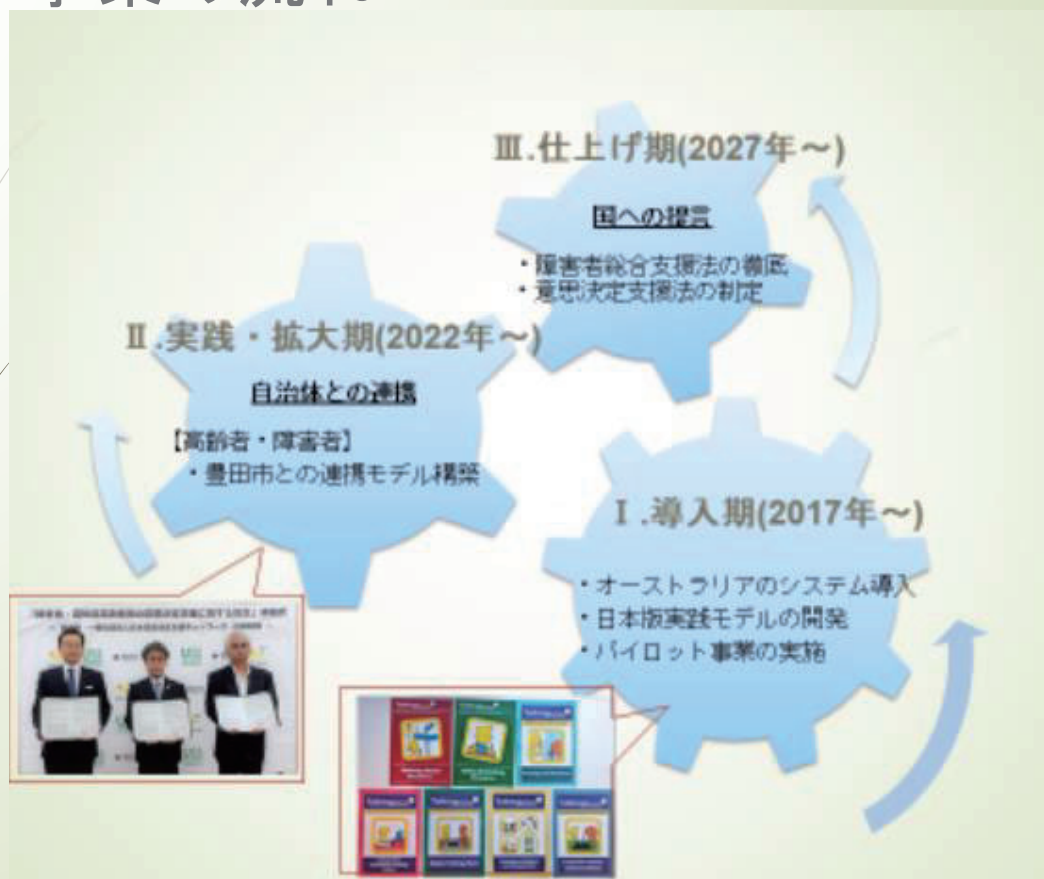 Ⅲ.仕上げ期(2027年～)
国への提言
・障害者総合支援法の徹底
・意思決定支援法の制定
Ⅱ.実践・拡大期(2022年～)
自治体との連携
【高齢者・障害者】
・豊田市との連携モデル構築
Ⅰ.導入期(2017年～)
・オーストラリアのシステム導入
・日本版実践モデルの開発
・パイロット事業の実施